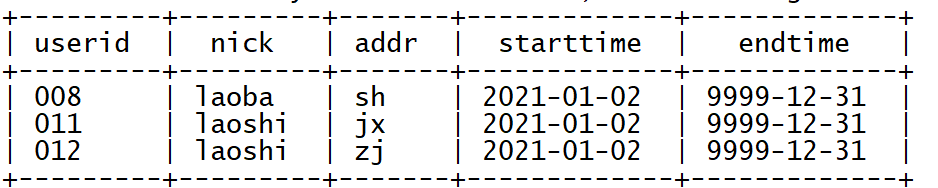 +---------+---------+-------+-------------+-------------+
| userid  |  nick   | addr  |  starttime  |   endtime   |
+---------+---------+-------+-------------+-------------+
| 008     | laoba   | sh    | 2021-01-02  | 9999-12-31  |
| 011     | laoshi  | jx    | 2021-01-02  | 9999-12-31  |
| 012     | laoshi  | zj    | 2021-01-02  | 9999-12-31  |
+---------+---------+-------+-------------+-------------+